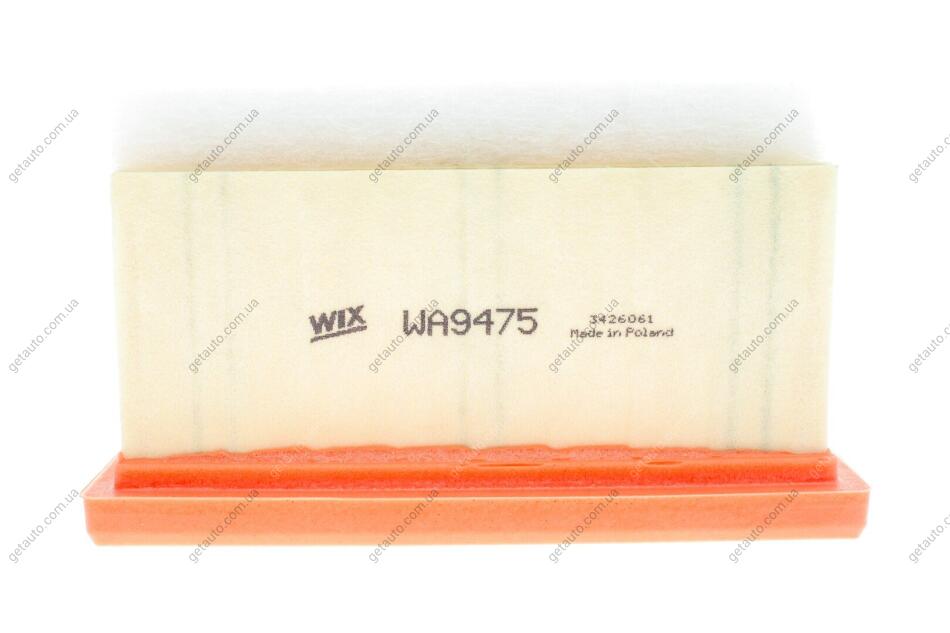 WIX WA9475 3426061
Made in Poland
getauto.com.ua